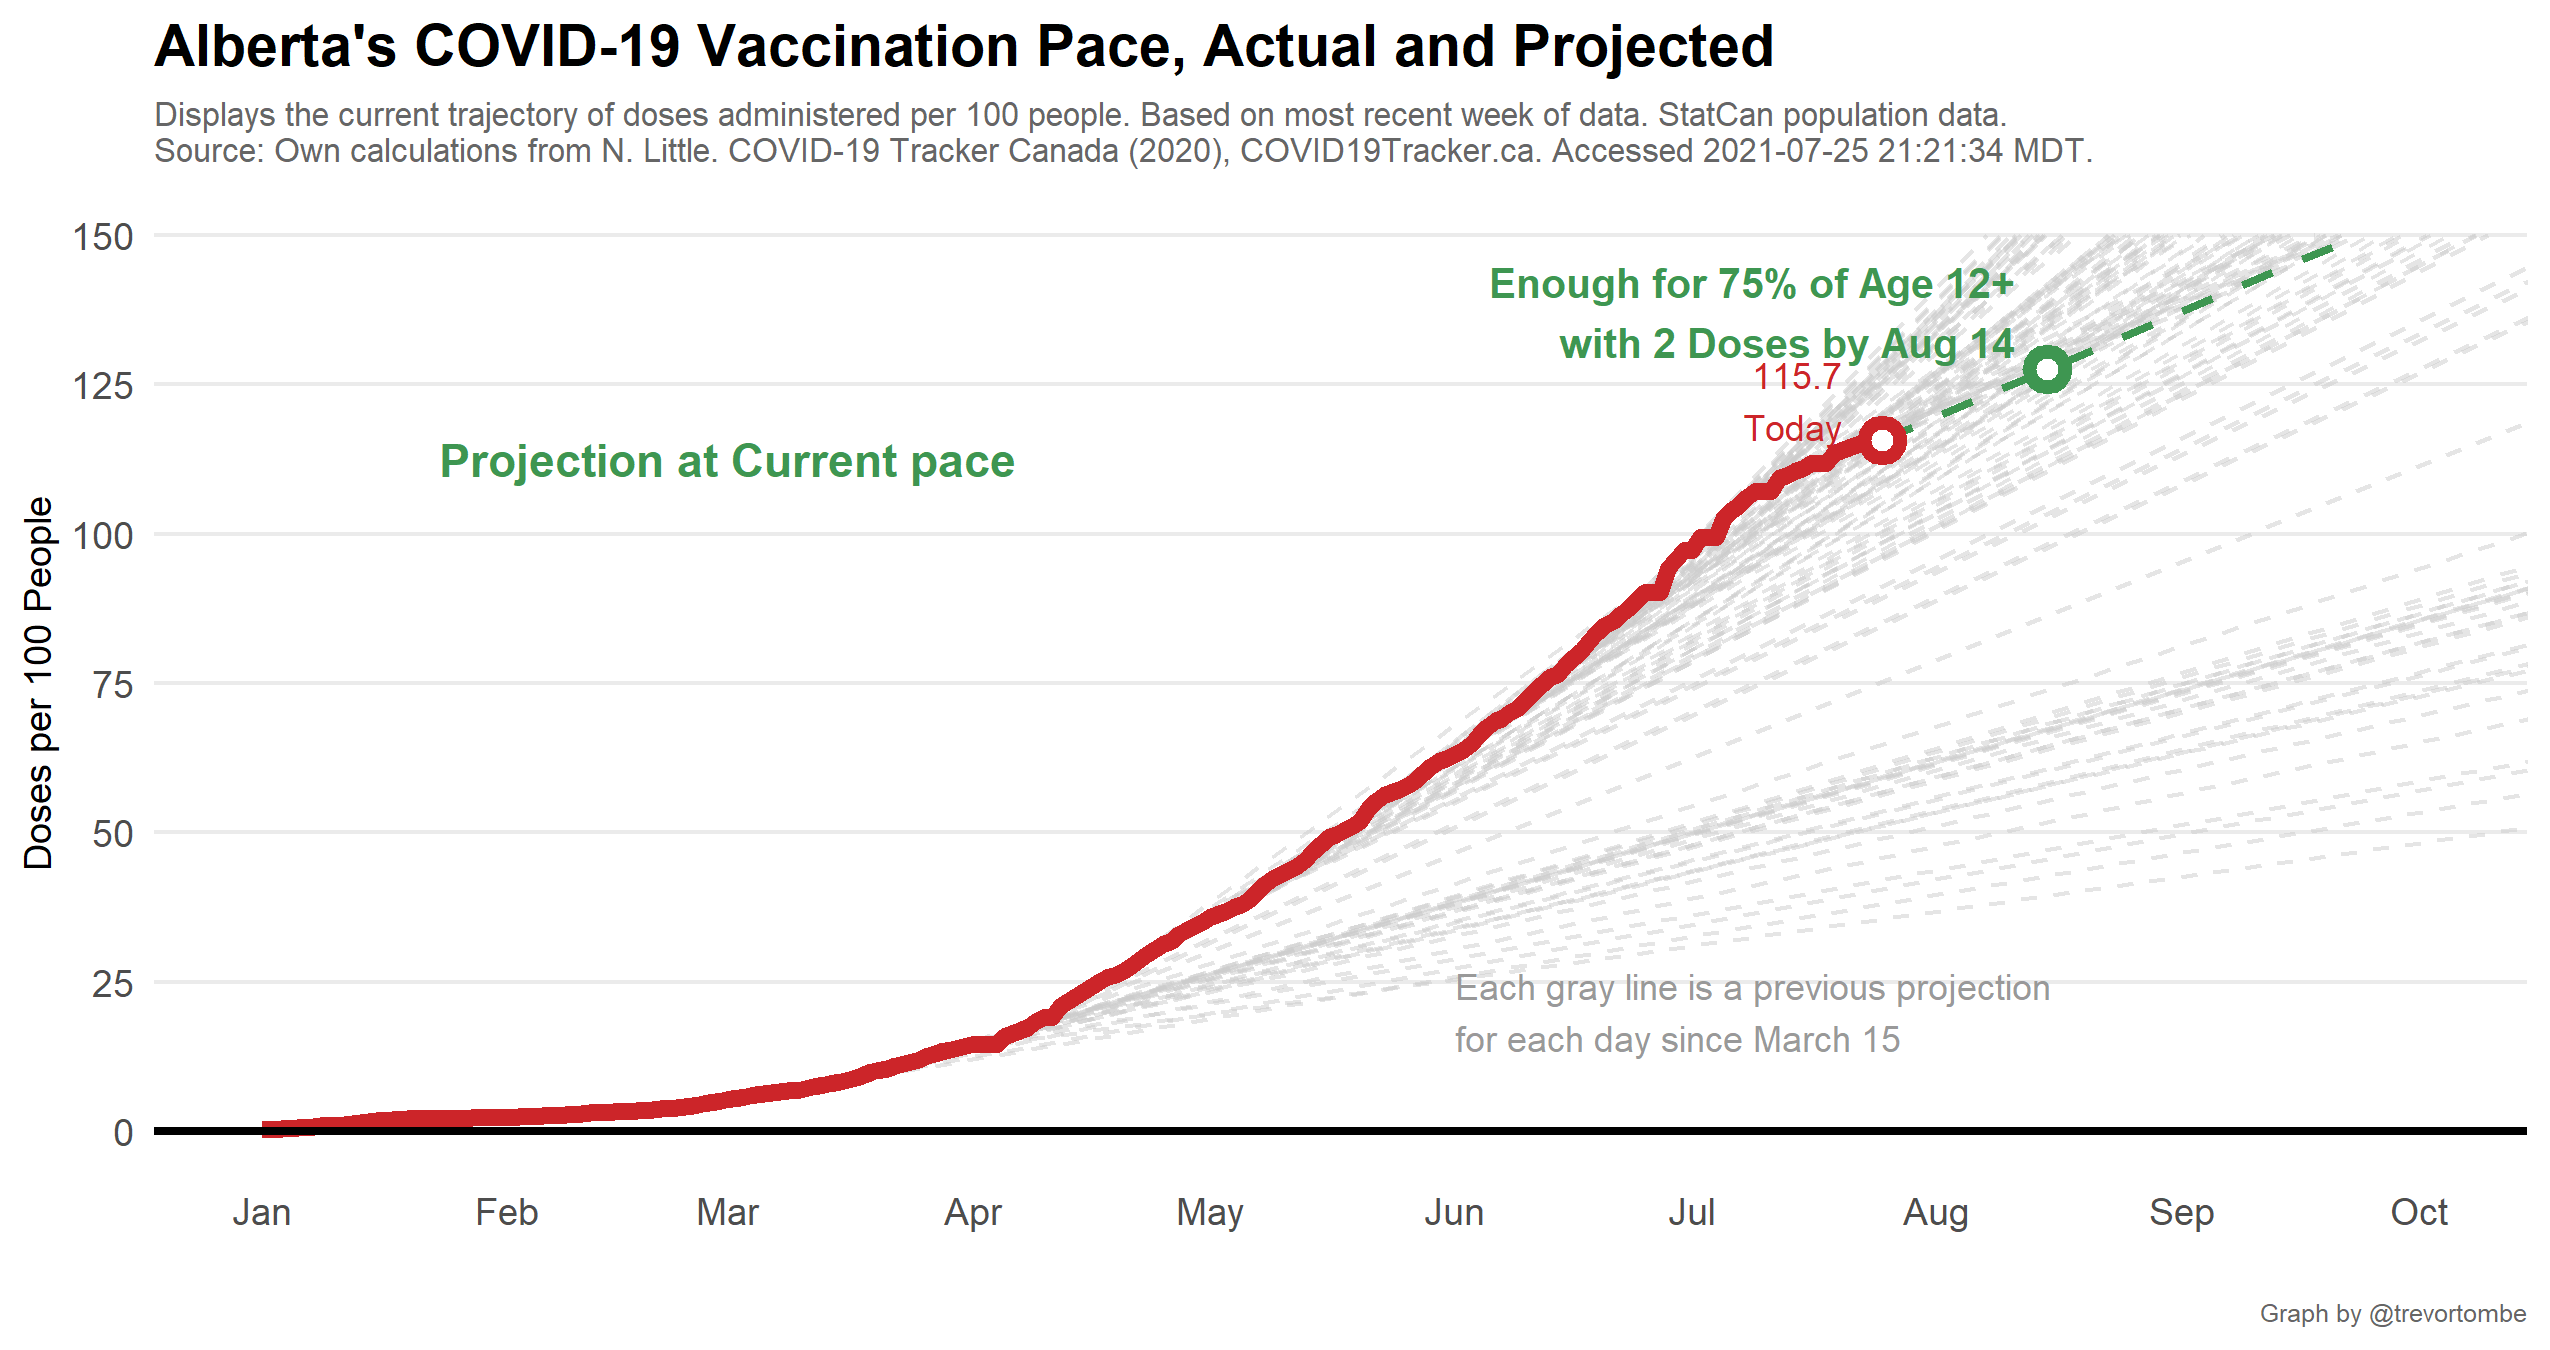 Alberta's COVID-19 Vaccination Pace, Actual and Projected
Displays the current trajectory of doses administered per 100 people. Based on most recent week of data. StatCan population data.
Source: Own calculations from N. Little. COVID-19 Tracker Canada (2020), COVID19Tracker.ca. Accessed 2021-07-25 21:21:34 MDT.
Doses per 100 People
150
125
100
75
50
25
0
Enough for 75% of Age 12+
with 2 Doses by Aug 14
115.7
Today
Projection at Current pace
Each gray line is a previous projection
for each day since March 15
Jan Feb Mar Apr May Jun Jul Aug Sep Oct
Graph by @trevortombe